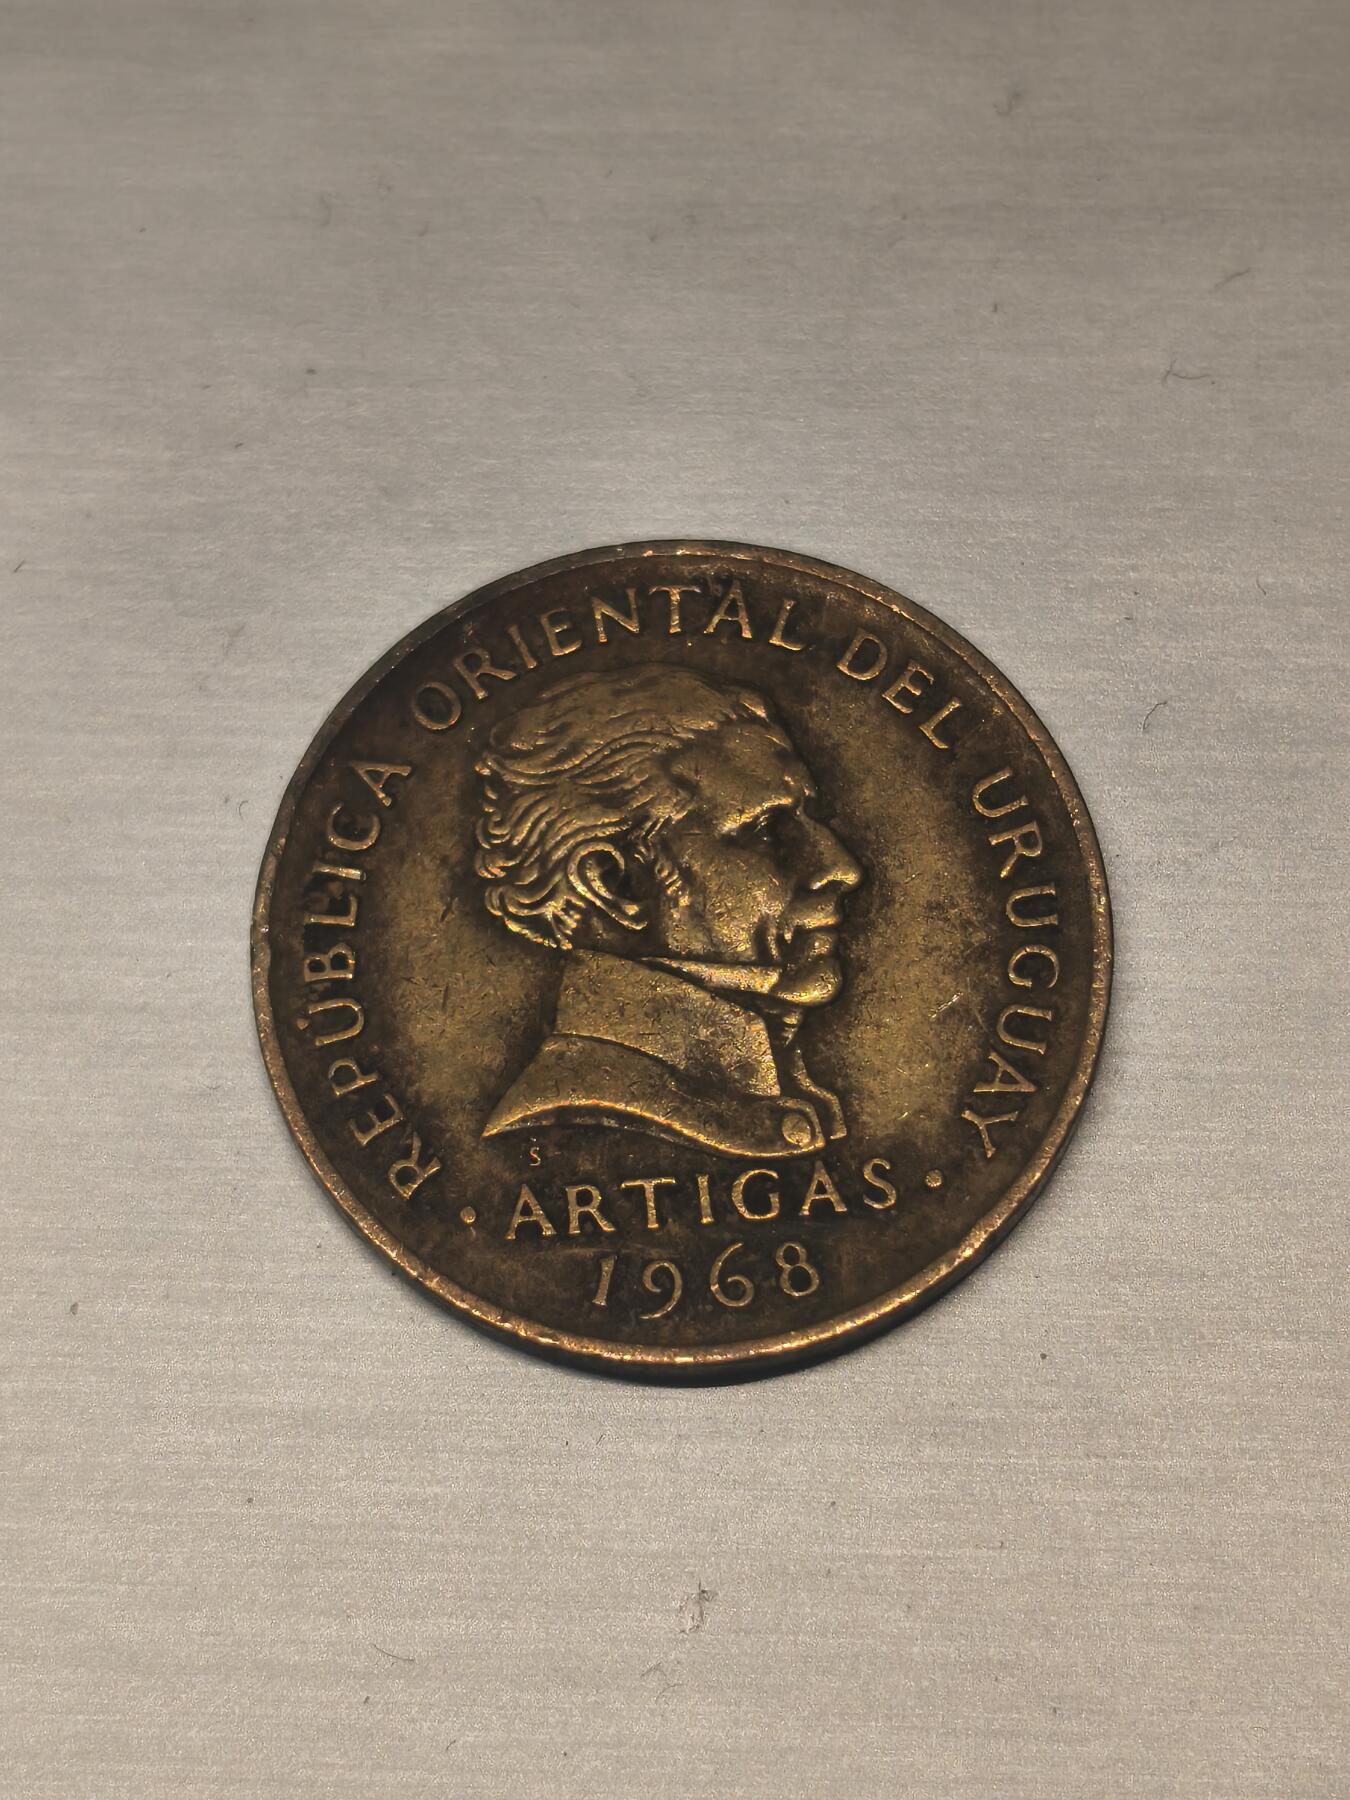 REPÚBLICA ORIENTAL DEL URUGUAY
S
· ARTIGAS ·
1968